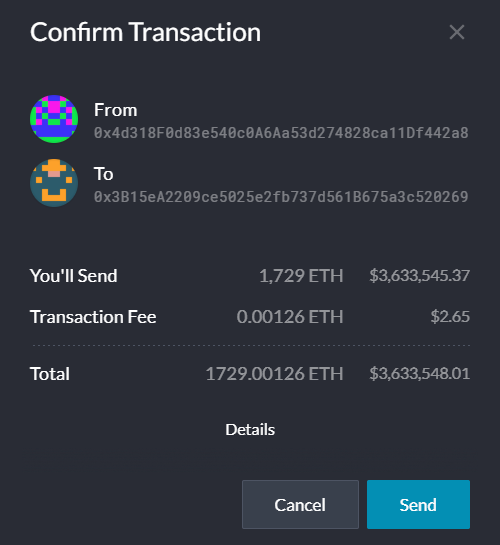 Confirm Transaction
From
0x4d318F0d83e540c0A6Aa53d274828ca11Df442a8
To
0x3B15eA2209ce5025e2fb737d561B675a3c520269
You'll Send 1,729 ETH $3,633,545.37
Transaction Fee 0.00126 ETH $2.65
Total 1729.00126 ETH $3,633,548.01
Details
Cancel Send